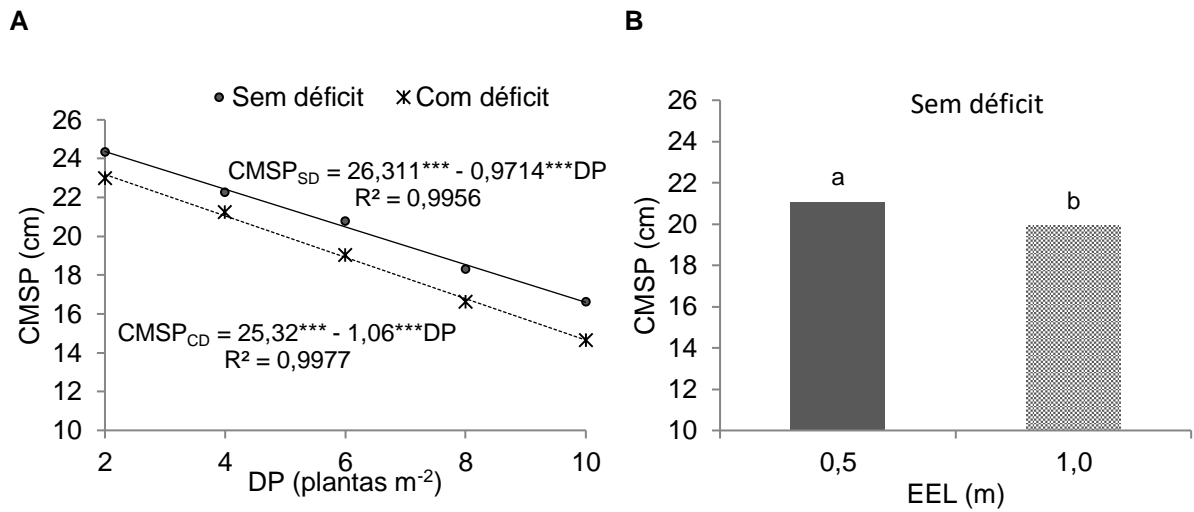 A
Sem déficit Com déficit
26
24
22
20
18
16
14
12
10
CMSP (cm)
CMSP_SD = 26,311*** - 0,9714***DP
R² = 0,9956
CMSP_CD = 25,32*** - 1,06***DP
R² = 0,9977
2 4 6 8 10
DP (plantas m⁻²)
B
Sem déficit
26
24
22
20
18
16
14
12
10
CMSP (cm)
a
b
0,5 1,0
EEL (m)